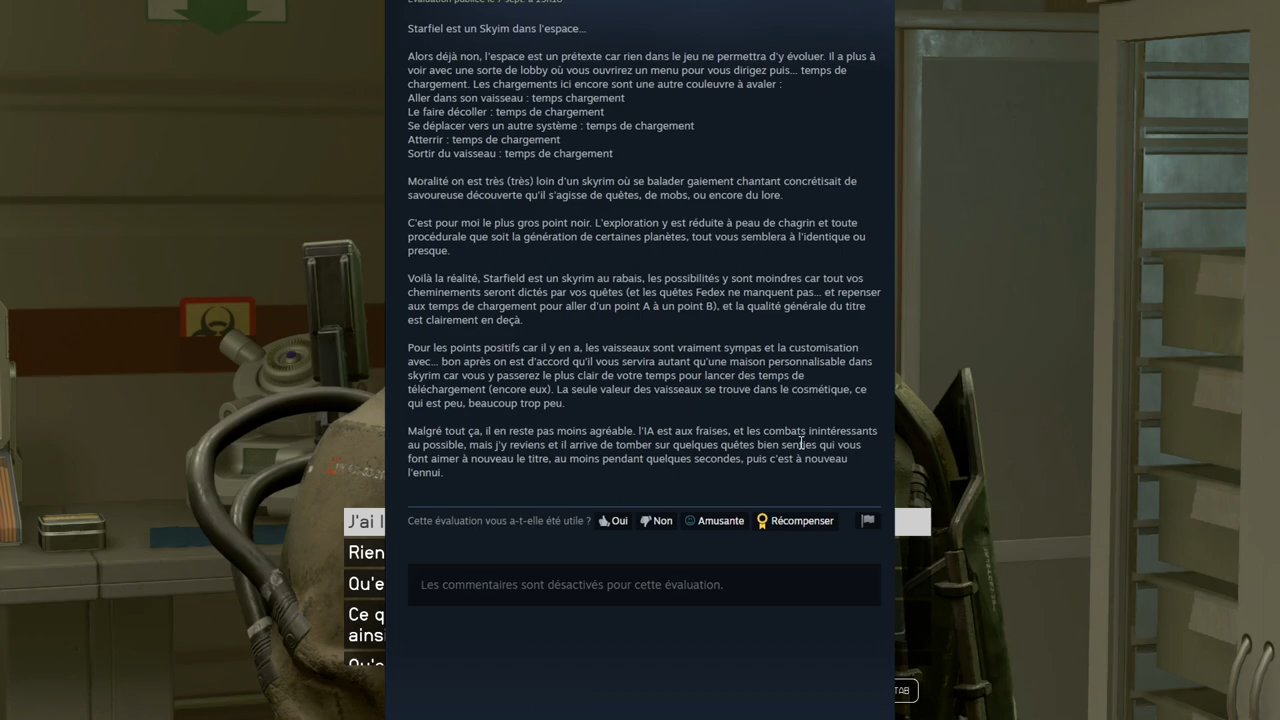 Évaluation publiée le 7 sept. à 15h18
Starfiel est un Skyim dans l'espace...
Alors déjà non, l'espace est un prétexte car rien dans le jeu ne permettra d'y évoluer. Il a plus à
voir avec une sorte de lobby où vous ouvrirez un menu pour vous dirigez puis... temps de
chargement. Les chargements ici encore sont une autre couleuvre à avaler :
Aller dans son vaisseau : temps chargement
Le faire décoller : temps de chargement
Se déplacer vers un autre système : temps de chargement
Atterrir : temps de chargement
Sortir du vaisseau : temps de chargement
Moralité on est très (très) loin d'un skyrim où se balader gaiement chantant concrétisait de
savoureuse découverte qu'il s'agisse de quêtes, de mobs, ou encore du lore.
C'est pour moi le plus gros point noir. L'exploration y est réduite à peau de chagrin et toute
procédurale que soit la génération de certaines planètes, tout vous semblera à l'identique ou
presque.
Voilà la réalité, Starfield est un skyrim au rabais, les possibilités y sont moindres car tout vos
cheminements seront dictés par vos quêtes (et les quêtes Fedex ne manquent pas... et repenser
aux temps de chargement pour aller d'un point A à un point B), et la qualité générale du titre
est clairement en deçà.
Pour les points positifs car il y en a, les vaisseaux sont vraiment sympas et la customisation
avec... bon après on est d'accord qu'il vous servira autant qu'une maison personnalisable dans
skyrim car vous y passerez le plus clair de votre temps pour lancer des temps de
téléchargement (encore eux). La seule valeur des vaisseaux se trouve dans le cosmétique, ce
qui est peu, beaucoup trop peu.
Malgré tout ça, il en reste pas moins agréable. l'IA est aux fraises, et les combats inintéressants
au possible, mais j'y reviens et il arrive de tomber sur quelques quêtes bien senties qui vous
font aimer à nouveau le titre, au moins pendant quelques secondes, puis c'est à nouveau
l'ennui.
J'ai l
Cette évaluation vous a-t-elle été utile ? Oui Non Amusante Récompenser
Rien
Qu'e
Les commentaires sont désactivés pour cette évaluation.
Ce q
ainsi
Qu'e
TAB